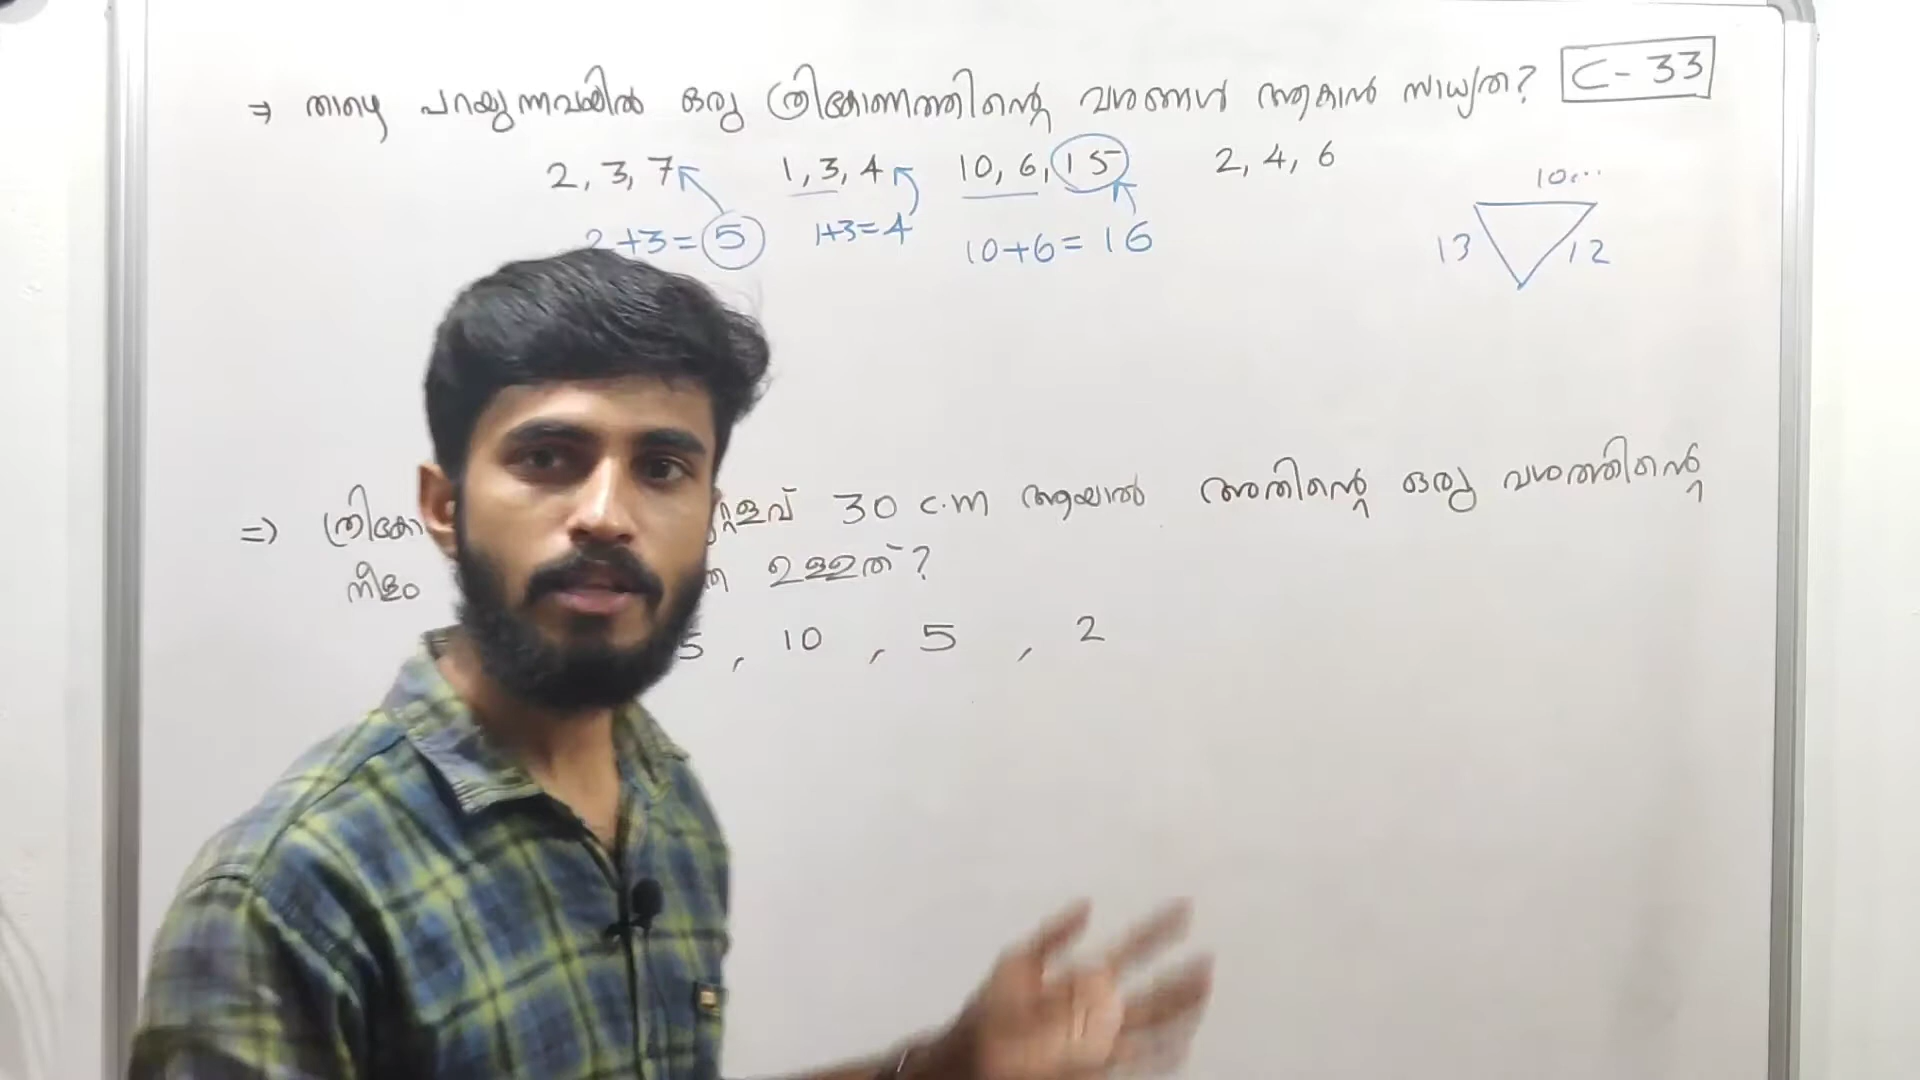 ⇒ താഴെ പറയുന്നവയിൽ ഒരു ത്രികോണത്തിന്റെ വശങ്ങൾ ആകാൻ സാധ്യത? C-33
2, 3, 7 1, 3, 4 10, 6, 15 2, 4, 6
10...
2+3=5 1+3=4 10+6=16
13 12
⇒ 30 c.m ആയാൽ അതിന്റെ ഒരു വശത്തിന്റെ
നീളം ഉള്ളത്?
5, 10, 5, 2